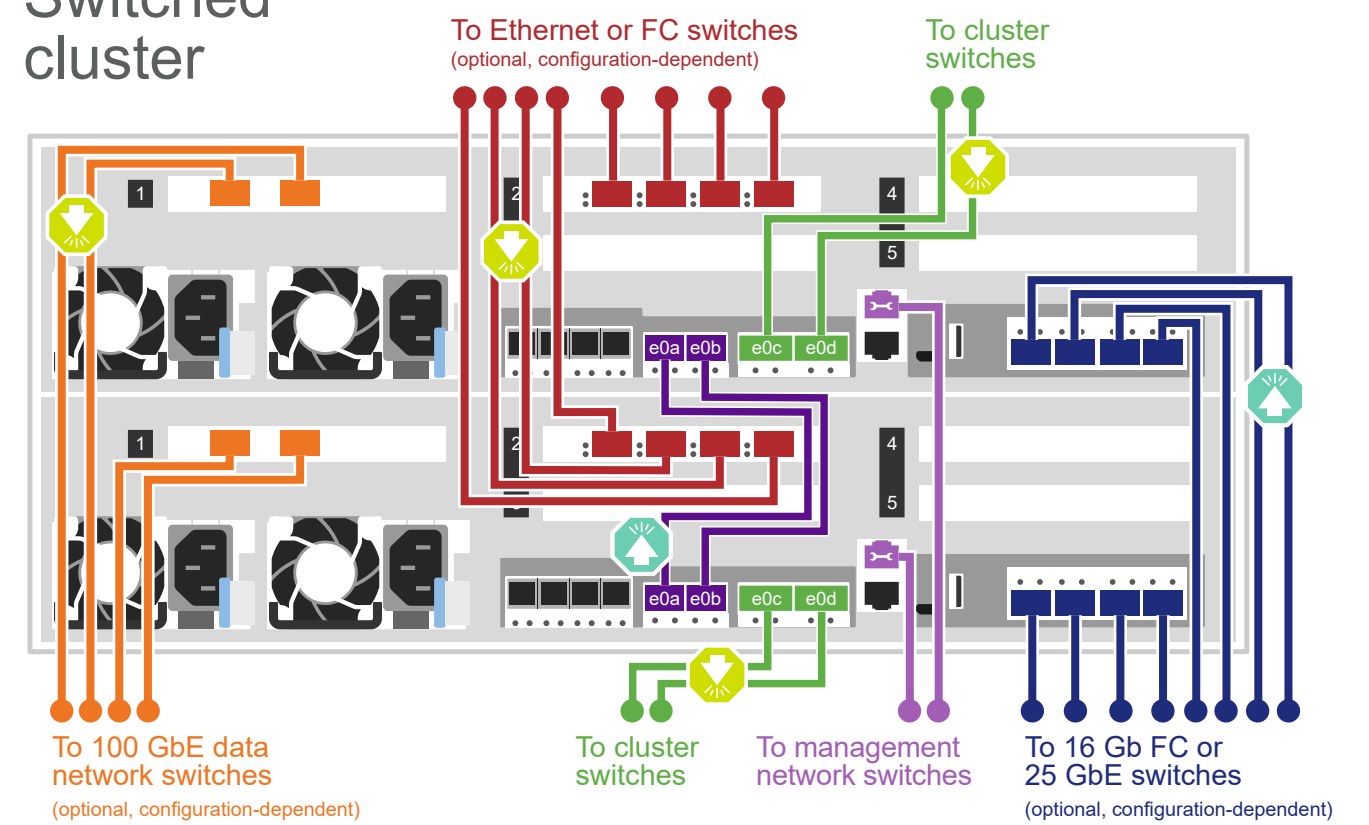 Switched
cluster
To Ethernet or FC switches
(optional, configuration-dependent)
To cluster
switches
1
2
4
5
e0a e0b e0c e0d
1
2
4
5
e0a e0b e0c e0d
To 100 GbE data
network switches
(optional, configuration-dependent)
To cluster
switches
To management
network switches
To 16 Gb FC or
25 GbE switches
(optional, configuration-dependent)